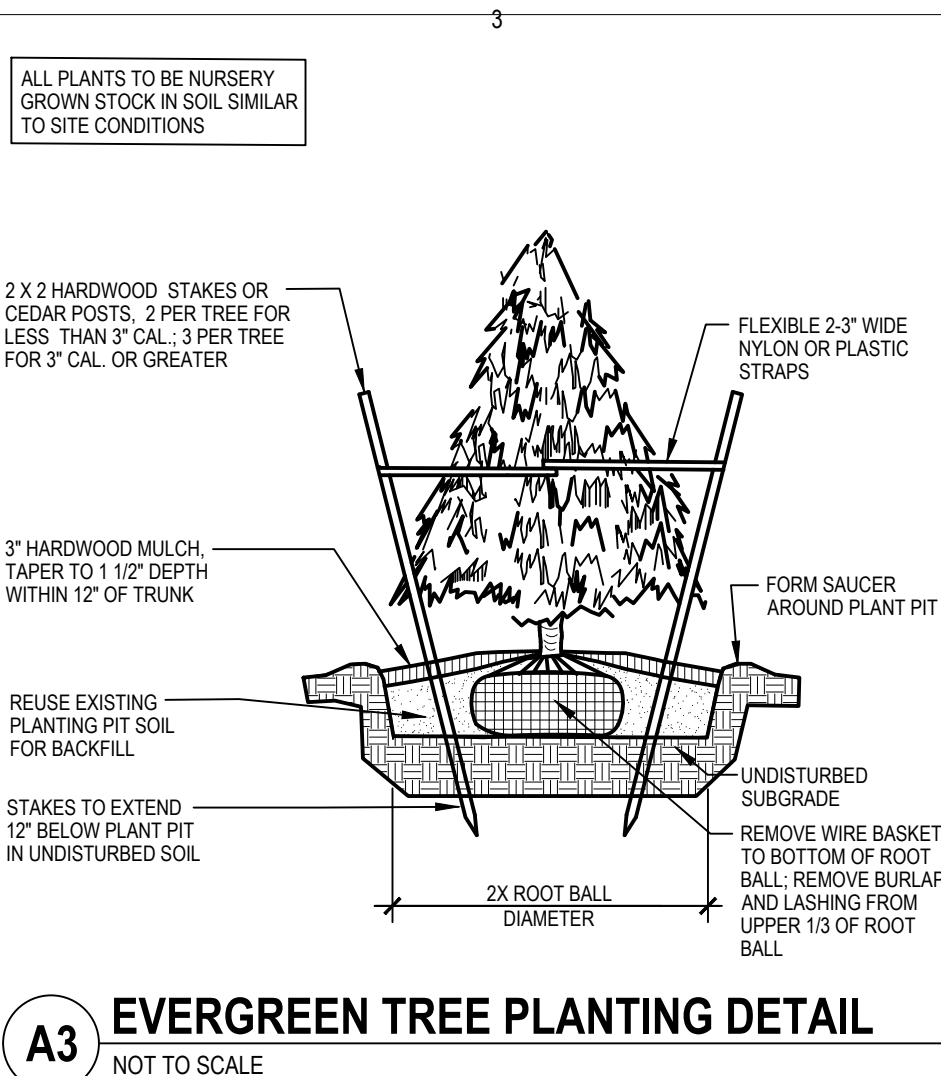 3
ALL PLANTS TO BE NURSERY
GROWN STOCK IN SOIL SIMILAR
TO SITE CONDITIONS
2 X 2 HARDWOOD STAKES OR
CEDAR POSTS, 2 PER TREE FOR
LESS THAN 3" CAL.; 3 PER TREE
FOR 3" CAL. OR GREATER
FLEXIBLE 2-3" WIDE
NYLON OR PLASTIC
STRAPS
3" HARDWOOD MULCH,
TAPER TO 1 1/2" DEPTH
WITHIN 12" OF TRUNK
FORM SAUCER
AROUND PLANT PIT
REUSE EXISTING
PLANTING PIT SOIL
FOR BACKFILL
UNDISTURBED
SUBGRADE
STAKES TO EXTEND
12" BELOW PLANT PIT
IN UNDISTURBED SOIL
REMOVE WIRE BASKET
TO BOTTOM OF ROOT
BALL; REMOVE BURLAP
AND LASHING FROM
UPPER 1/3 OF ROOT
BALL
2X ROOT BALL
DIAMETER
A3
EVERGREEN TREE PLANTING DETAIL
NOT TO SCALE